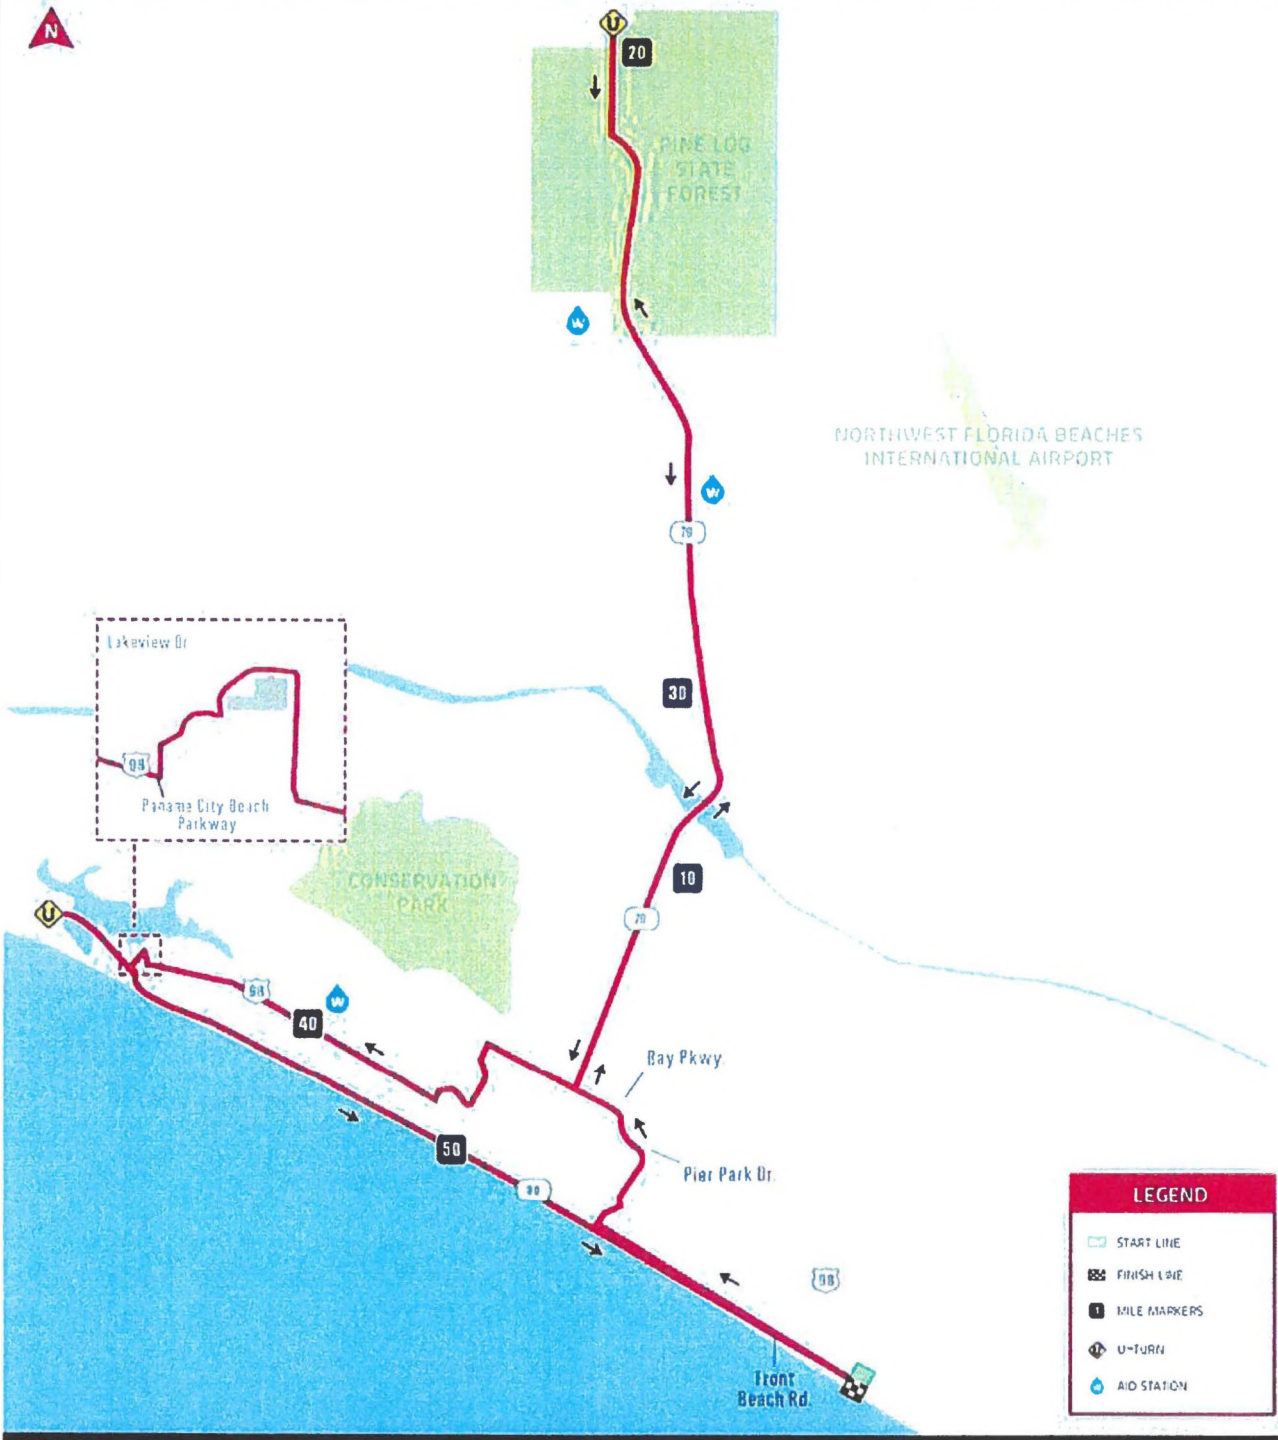 N
20
PINE LOG
STATE
FOREST
W
NORTHWEST FLORIDA BEACHES
INTERNATIONAL AIRPORT
W
79
Lakeview Dr
30
98
Panama City Beach
Parkway
10
CONSERVATION
PARK
79
U
98
W
40
Bay Pkwy.
50
Pier Park Dr.
30
98
Front
Beach Rd.
LEGEND
START LINE
FINISH LINE
1 MILE MARKERS
U-TURN
W AID STATION